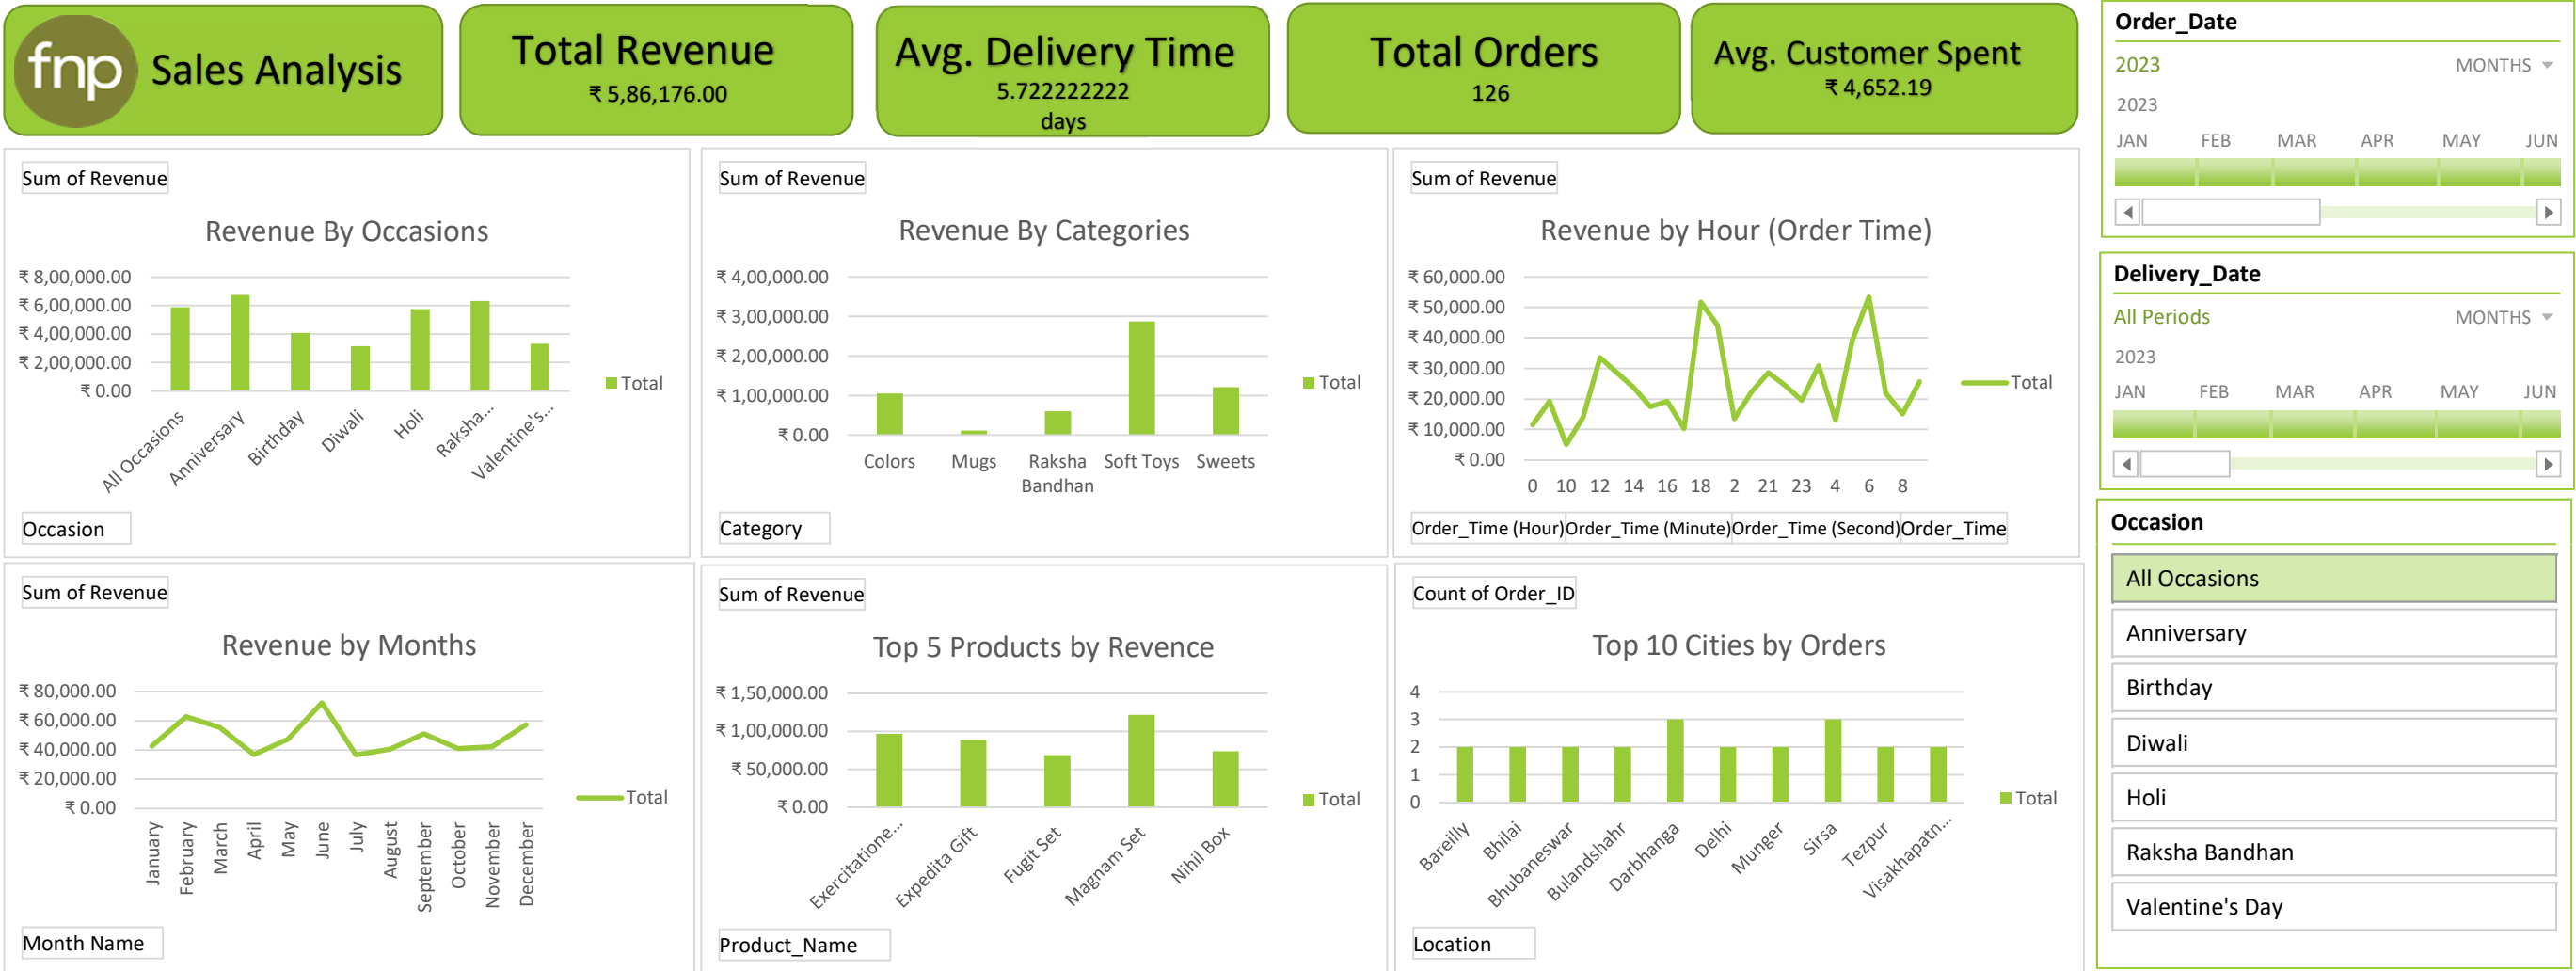 fnp Sales Analysis
Total Revenue
₹ 5,86,176.00
Avg. Delivery Time
5.722222222
days
Total Orders
126
Avg. Customer Spent
₹ 4,652.19
Order_Date
2023 MONTHS
2023
JAN FEB MAR APR MAY JUN
Sum of Revenue
Revenue By Occasions
₹ 8,00,000.00
₹ 6,00,000.00
₹ 4,00,000.00
₹ 2,00,000.00
₹ 0.00
All Occasions
Anniversary
Birthday
Diwali
Holi
Raksha...
Valentine's...
Total
Occasion
Sum of Revenue
Revenue By Categories
₹ 4,00,000.00
₹ 3,00,000.00
₹ 2,00,000.00
₹ 1,00,000.00
₹ 0.00
Colors Mugs Raksha Soft Toys Sweets
Bandhan
Total
Category
Sum of Revenue
Revenue by Hour (Order Time)
₹ 60,000.00
₹ 50,000.00
₹ 40,000.00
₹ 30,000.00
₹ 20,000.00
₹ 10,000.00
₹ 0.00
0 10 12 14 16 18 2 21 23 4 6 8
Total
Order_Time (Hour) Order_Time (Minute) Order_Time (Second) Order_Time
Delivery_Date
All Periods MONTHS
2023
JAN FEB MAR APR MAY JUN
Occasion
All Occasions
Anniversary
Birthday
Diwali
Holi
Raksha Bandhan
Valentine's Day
Sum of Revenue
Revenue by Months
₹ 80,000.00
₹ 60,000.00
₹ 40,000.00
₹ 20,000.00
₹ 0.00
January
February
March
April
May
June
July
August
September
October
November
December
Total
Month Name
Sum of Revenue
Top 5 Products by Revence
₹ 1,50,000.00
₹ 1,00,000.00
₹ 50,000.00
₹ 0.00
Exercitatione...
Expedita Gift
Fugit Set
Magnam Set
Nihil Box
Total
Product_Name
Count of Order_ID
Top 10 Cities by Orders
4
3
2
1
0
Bareilly
Bhilai
Bhubaneswar
Bulandshahr
Darbhanga
Delhi
Munger
Sirsa
Tezpur
Visakhapatn...
Total
Location